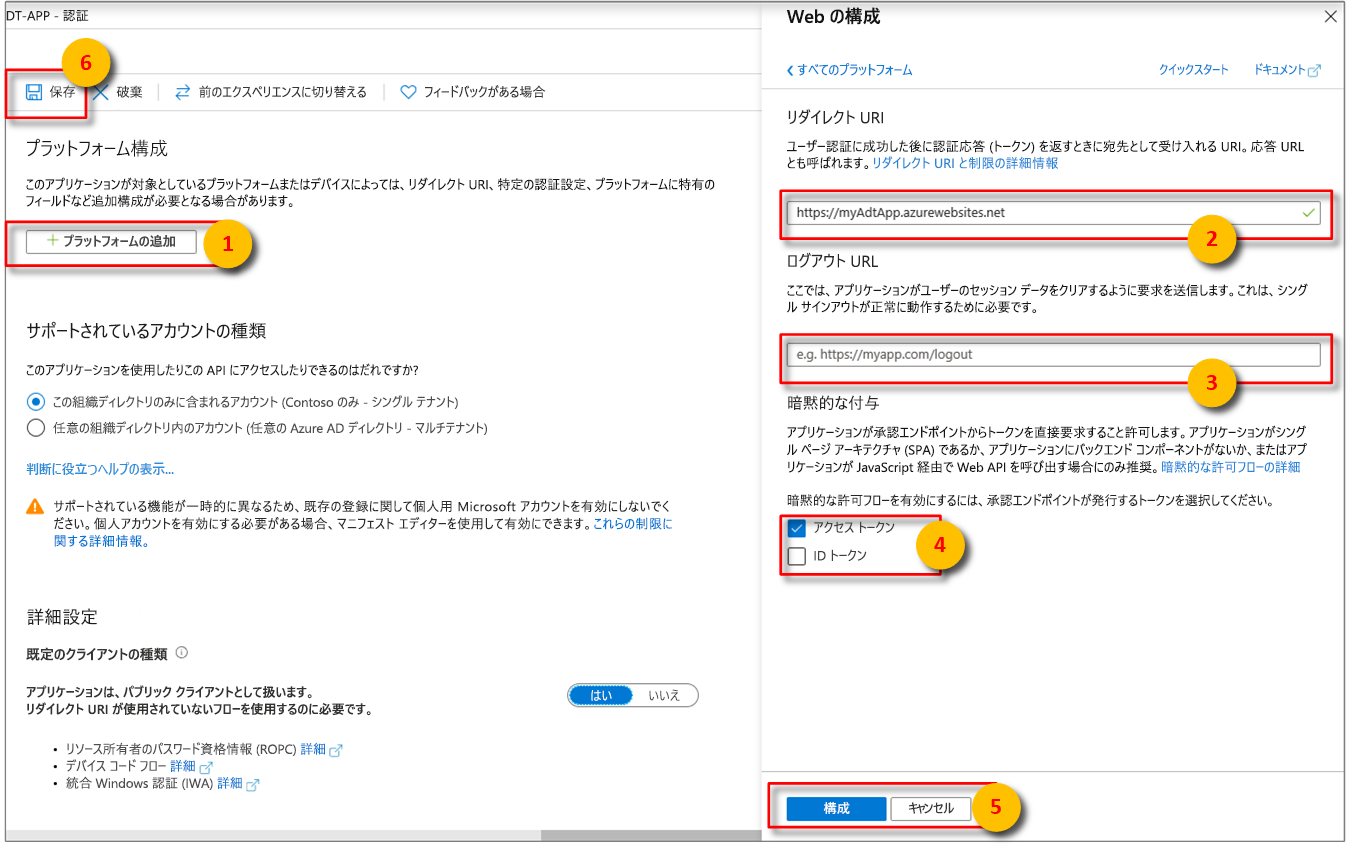 DT-APP - 認証
6
保存
破棄
前のエクスペリエンスに切り替える
フィードバックがある場合
プラットフォーム構成
このアプリケーションが対象としているプラットフォームまたはデバイスによっては、リダイレクト URI、特定の認証設定、プラットフォームに特有の
フィールドなど追加構成が必要となる場合があります。
+ プラットフォームの追加
1
サポートされているアカウントの種類
このアプリケーションを使用したりこの API にアクセスしたりできるのはだれですか?
この組織ディレクトリのみに含まれるアカウント (Contoso のみ - シングル テナント)
任意の組織ディレクトリ内のアカウント (任意の Azure AD ディレクトリ - マルチテナント)
判断に役立つヘルプの表示...
サポートされている機能が一時的に異なるため、既存の登録に関して個人用 Microsoft アカウントを有効にしないでく
ださい。個人アカウントを有効にする必要がある場合、マニフェスト エディターを使用して有効にできます。これらの制限に
関する詳細情報。
詳細設定
既定のクライアントの種類
アプリケーションは、パブリック クライアントとして扱います。
リダイレクト URI が使用されていないフローを使用するのに必要です。
はい
いいえ
• リソース所有者のパスワード資格情報 (ROPC) 詳細
• デバイス コード フロー 詳細
• 統合 Windows 認証 (IWA) 詳細
Web の構成
すべてのプラットフォーム
クイックスタート
ドキュメント
リダイレクト URI
ユーザー認証に成功した後に認証応答 (トークン) を返すときに宛先として受け入れる URI。応答 URL
とも呼ばれます。リダイレクト URI と制限の詳細情報
https://myAdtApp.azurewebsites.net
2
ログアウト URL
ここでは、アプリケーションがユーザーのセッション データをクリアするように要求を送信します。これは、シング
ル サインアウトが正常に動作するために必要です。
e.g. https://myapp.com/logout
3
暗黙的な付与
アプリケーションが承認エンドポイントからトークンを直接要求すること許可します。アプリケーションがシング
ル ページ アーキテクチャ (SPA) であるか、アプリケーションにバックエンド コンポーネントがないか、またはアプ
リケーションが JavaScript 経由で Web API を呼び出す場合にのみ推奨。暗黙的な許可フローの詳細
暗黙的な許可フローを有効にするには、承認エンドポイントが発行するトークンを選択してください。
アクセス トークン
ID トークン
4
構成
キャンセル
5